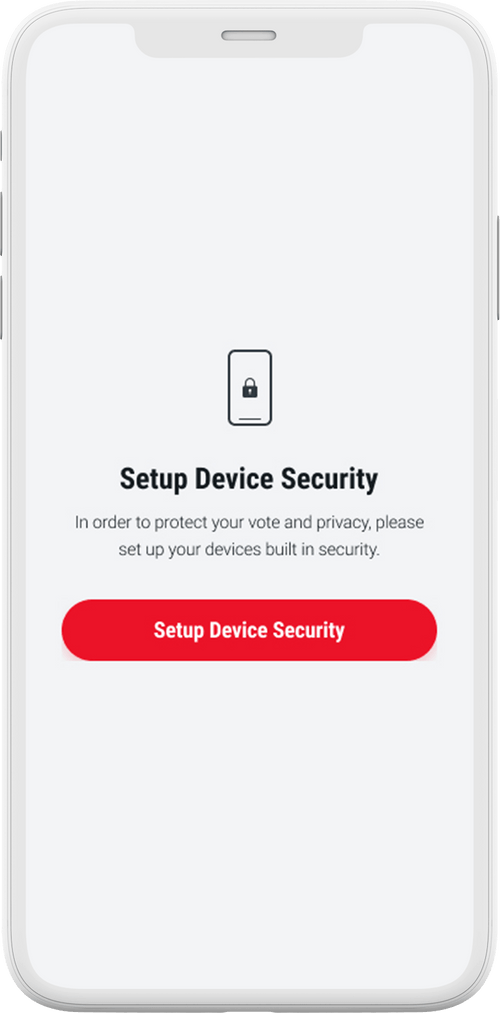 Setup Device Security
In order to protect your vote and privacy, please
set up your devices built in security.
Setup Device Security